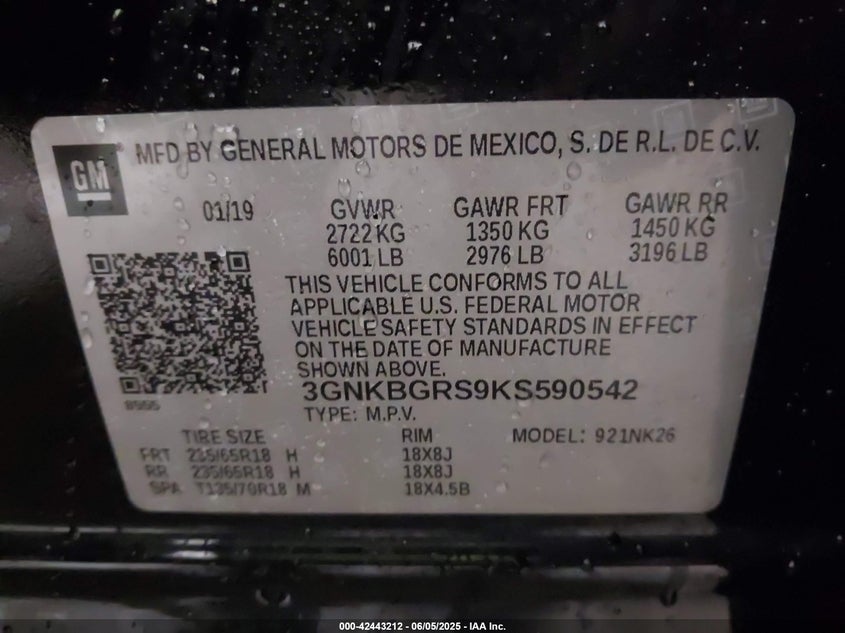 GM
MFD BY GENERAL MOTORS DE MEXICO, S. DE R.L. DE C.V.
01/19 GVWR GAWR FRT GAWR RR
2722 KG 1350 KG 1450 KG
6001 LB 2976 LB 3196 LB
THIS VEHICLE CONFORMS TO ALL
APPLICABLE U.S. FEDERAL MOTOR
VEHICLE SAFETY STANDARDS IN EFFECT
ON THE DATE OF MANUFACTURE
SHOWN ABOVE.
3GNKBGRS9KS590542
TYPE: M.P.V.
TIRE SIZE RIM MODEL: 921NK26
FRT 235/65R18 H 18X8J
RR 235/65R18 H 18X8J
SPA T135/70R18 M 18X4.5B
000-42443212 - 06/05/2025 - IAA Inc.